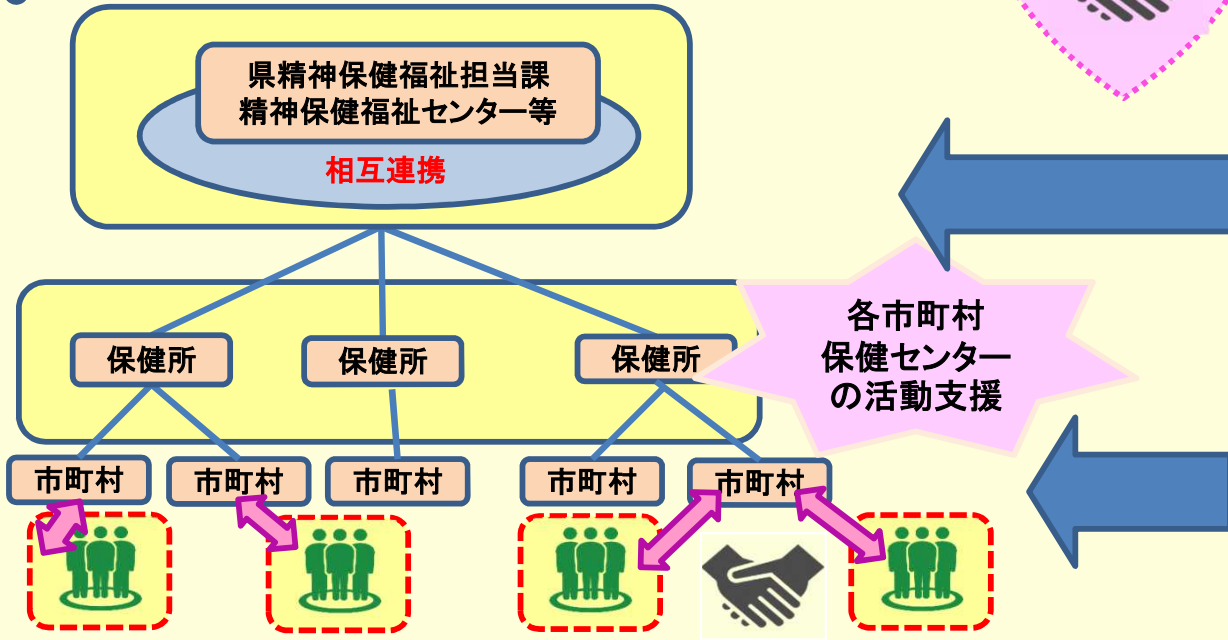 県精神保健福祉担当課
精神保健福祉センター等
相互連携
保健所
保健所
保健所
各市町村
保健センター
の活動支援
市町村
市町村
市町村
市町村
市町村